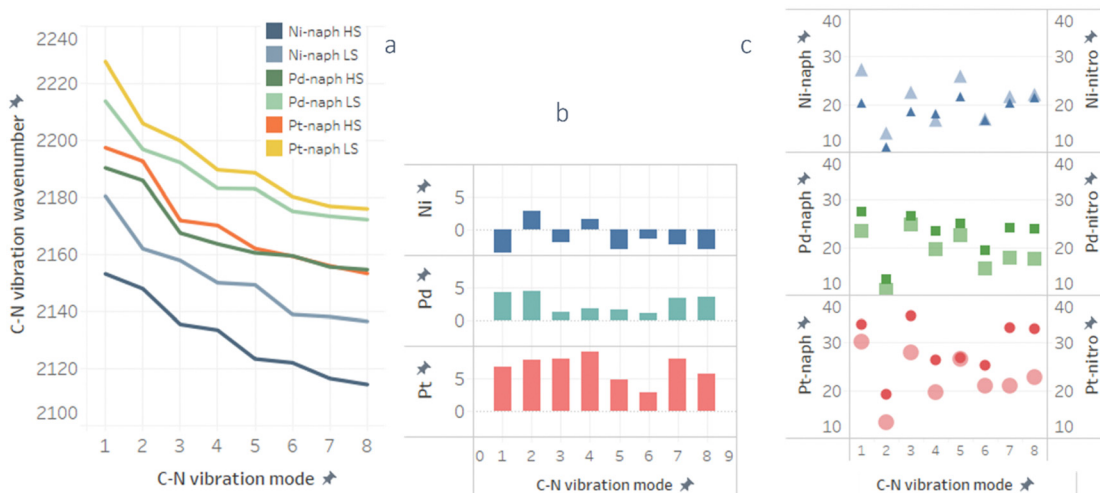 a
C-N vibration wavenumber
2240
2220
2200
2180
2160
2140
2120
2100
Ni-naph HS
Ni-naph LS
Pd-naph HS
Pd-naph LS
Pt-naph HS
Pt-naph LS
1 2 3 4 5 6 7 8
C-N vibration mode
b
Ni
5
0
Pd
5
0
Pt
5
0
0 1 2 3 4 5 6 7 8 9
C-N vibration mode
c
Ni-naph
40
30
20
10
40
30
20
10
Ni-nitro
Pd-naph
40
30
20
10
40
30
20
10
Pd-nitro
Pt-naph
40
30
20
10
40
30
20
10
Pt-nitro
1 2 3 4 5 6 7 8
C-N vibration mode